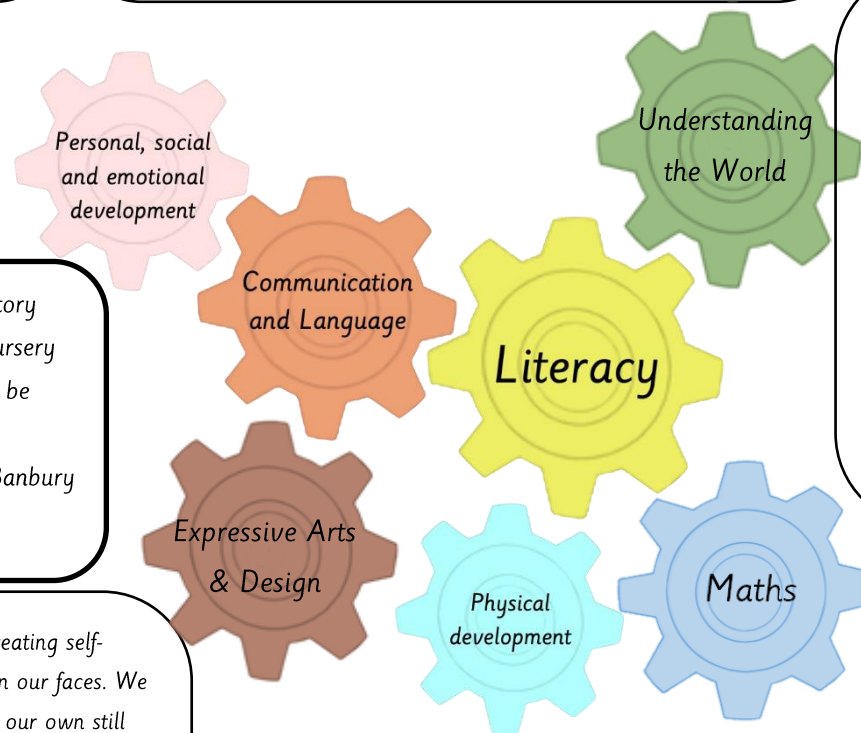 Personal, social
and emotional
development
Understanding
the World
Communication
and Language
Literacy
Expressive Arts
& Design
Physical
development
Maths
tory
ursery
be
Banbury
eating self-
n our faces. We
our own still